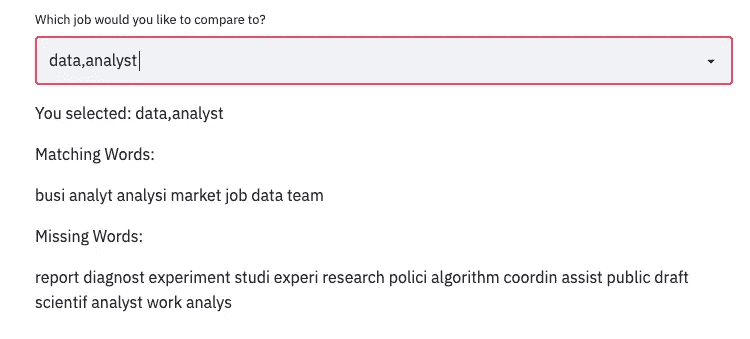 Which job would you like to compare to?
data,analyst
You selected: data,analyst
Matching Words:
busi analyt analysi market job data team
Missing Words:
report diagnost experiment studi experi research polici algorithm coordin assist public draft
scientif analyst work analys